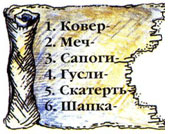 1. Ковер-
2. Меч-
3. Сапоги-
4. Гусли-
5. Скатерть-
6. Шапка-